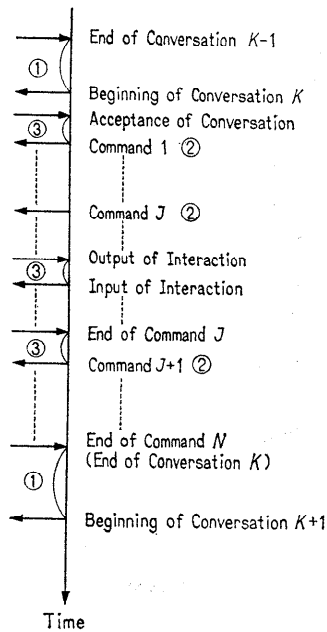 End of Conversation K-1
①
Beginning of Conversation K
Acceptance of Conversation
③
Command 1 ②
Command J ②
Output of Interaction
③
Input of Interaction
End of Command J
③
Command J+1 ②
End of Command N
(End of Conversation K)
①
Beginning of Conversation K+1
Time